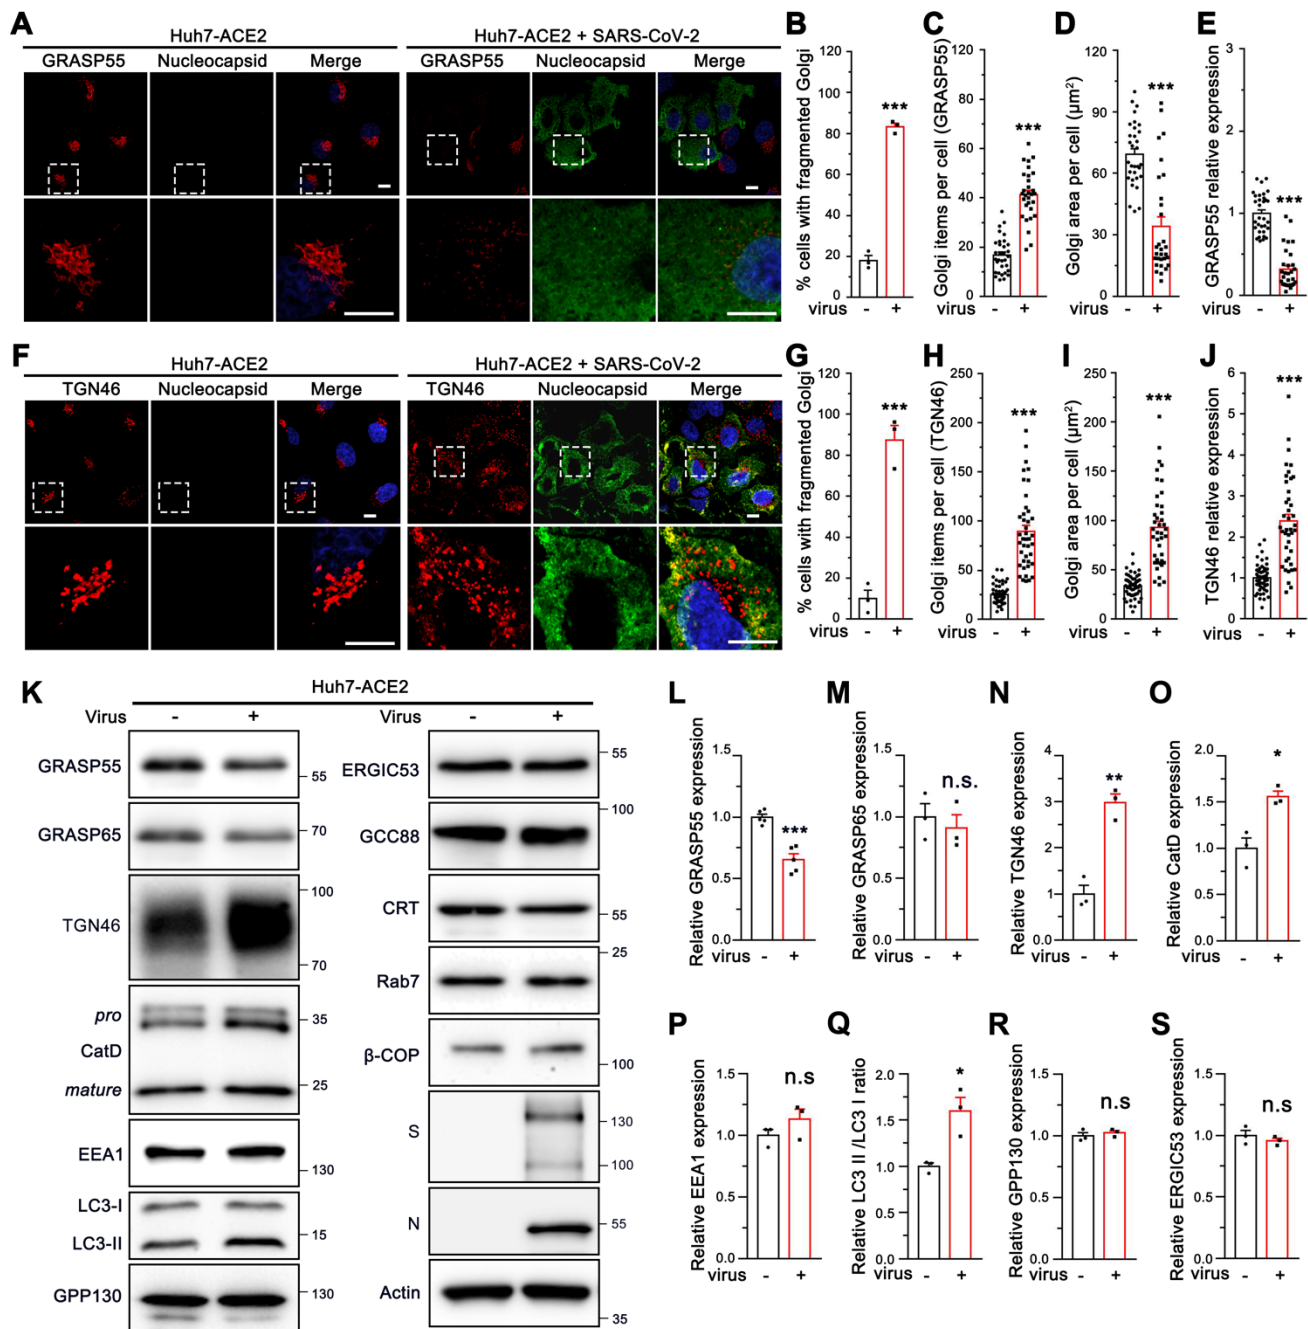 A
Huh7-ACE2
Huh7-ACE2 + SARS-CoV-2
GRASP55 Nucleocapsid Merge
GRASP55 Nucleocapsid Merge
B
% cells with fragmented Golgi
120
100
80
60
40
20
0
***
virus - +
C
Golgi items per cell (GRASP55)
80
60
40
20
0
***
- +
D
Golgi area per cell (µm²)
120
90
60
30
0
***
- +
E
GRASP55 relative expression
3
2
1
0
***
virus - +
F
Huh7-ACE2
Huh7-ACE2 + SARS-CoV-2
TGN46 Nucleocapsid Merge
TGN46 Nucleocapsid Merge
G
% cells with fragmented Golgi
120
100
80
60
40
20
0
***
virus - +
H
Golgi items per cell (TGN46)
250
200
150
100
50
0
***
virus - +
I
Golgi area per cell (µm²)
250
200
150
100
50
0
***
- +
J
TGN46 relative expression
6
5
4
3
2
1
0
***
virus - +
K
Huh7-ACE2
Virus - +
GRASP55
55
GRASP65
70
TGN46
100
70
pro
CatD
mature
35
25
EEA1
130
LC3-I
LC3-II
15
GPP130
130
Virus - +
ERGIC53
55
GCC88
100
CRT
55
Rab7
25
β-COP
100
S
130
100
N
55
Actin
35
L
Relative GRASP55 expression
1.5
1.0
0.5
0.0
***
virus - +
M
Relative GRASP65 expression
1.5
1.0
0.5
0.0
n.s.
virus - +
N
Relative TGN46 expression
4
3
2
1
0
**
virus - +
O
Relative CatD expression
2.0
1.5
1.0
0.5
0.0
*
virus - +
P
Relative EEA1 expression
1.5
1.0
0.5
0.0
n.s
virus - +
Q
Relative LC3 II /LC3 I ratio
2.0
1.5
1.0
0.5
0.0
*
virus - +
R
Relative GPP130 expression
1.5
1.0
0.5
0.0
n.s
virus - +
S
Relative ERGIC53 expression
1.5
1.0
0.5
0.0
n.s
virus - +